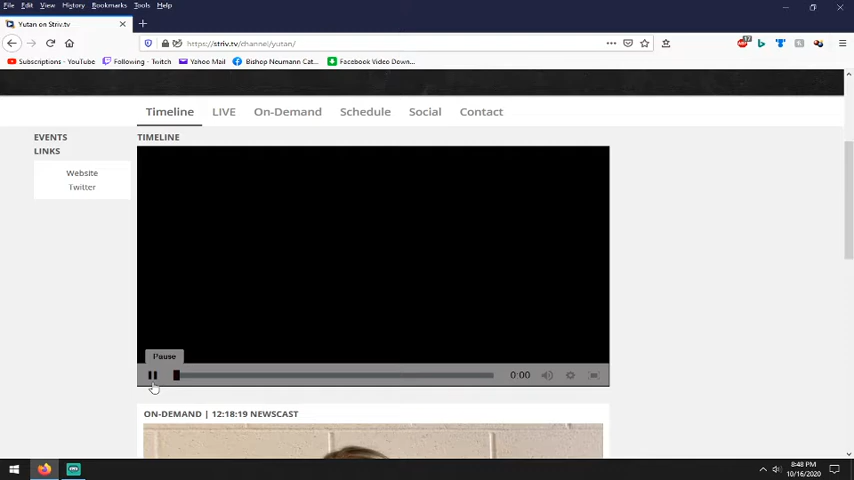 File Edit View History Bookmarks Tools Help
Yutan on Striv.tv
https://striv.tv/channel/yutan/
17
Subscriptions - YouTube Following - Twitch Yahoo Mail Bishop Neumann Cat... Facebook Video Down...
Timeline LIVE On-Demand Schedule Social Contact
EVENTS
LINKS
Website
Twitter
TIMELINE
Pause
0:00
ON-DEMAND | 12:18:19 NEWSCAST
8:48 PM
10/16/2020